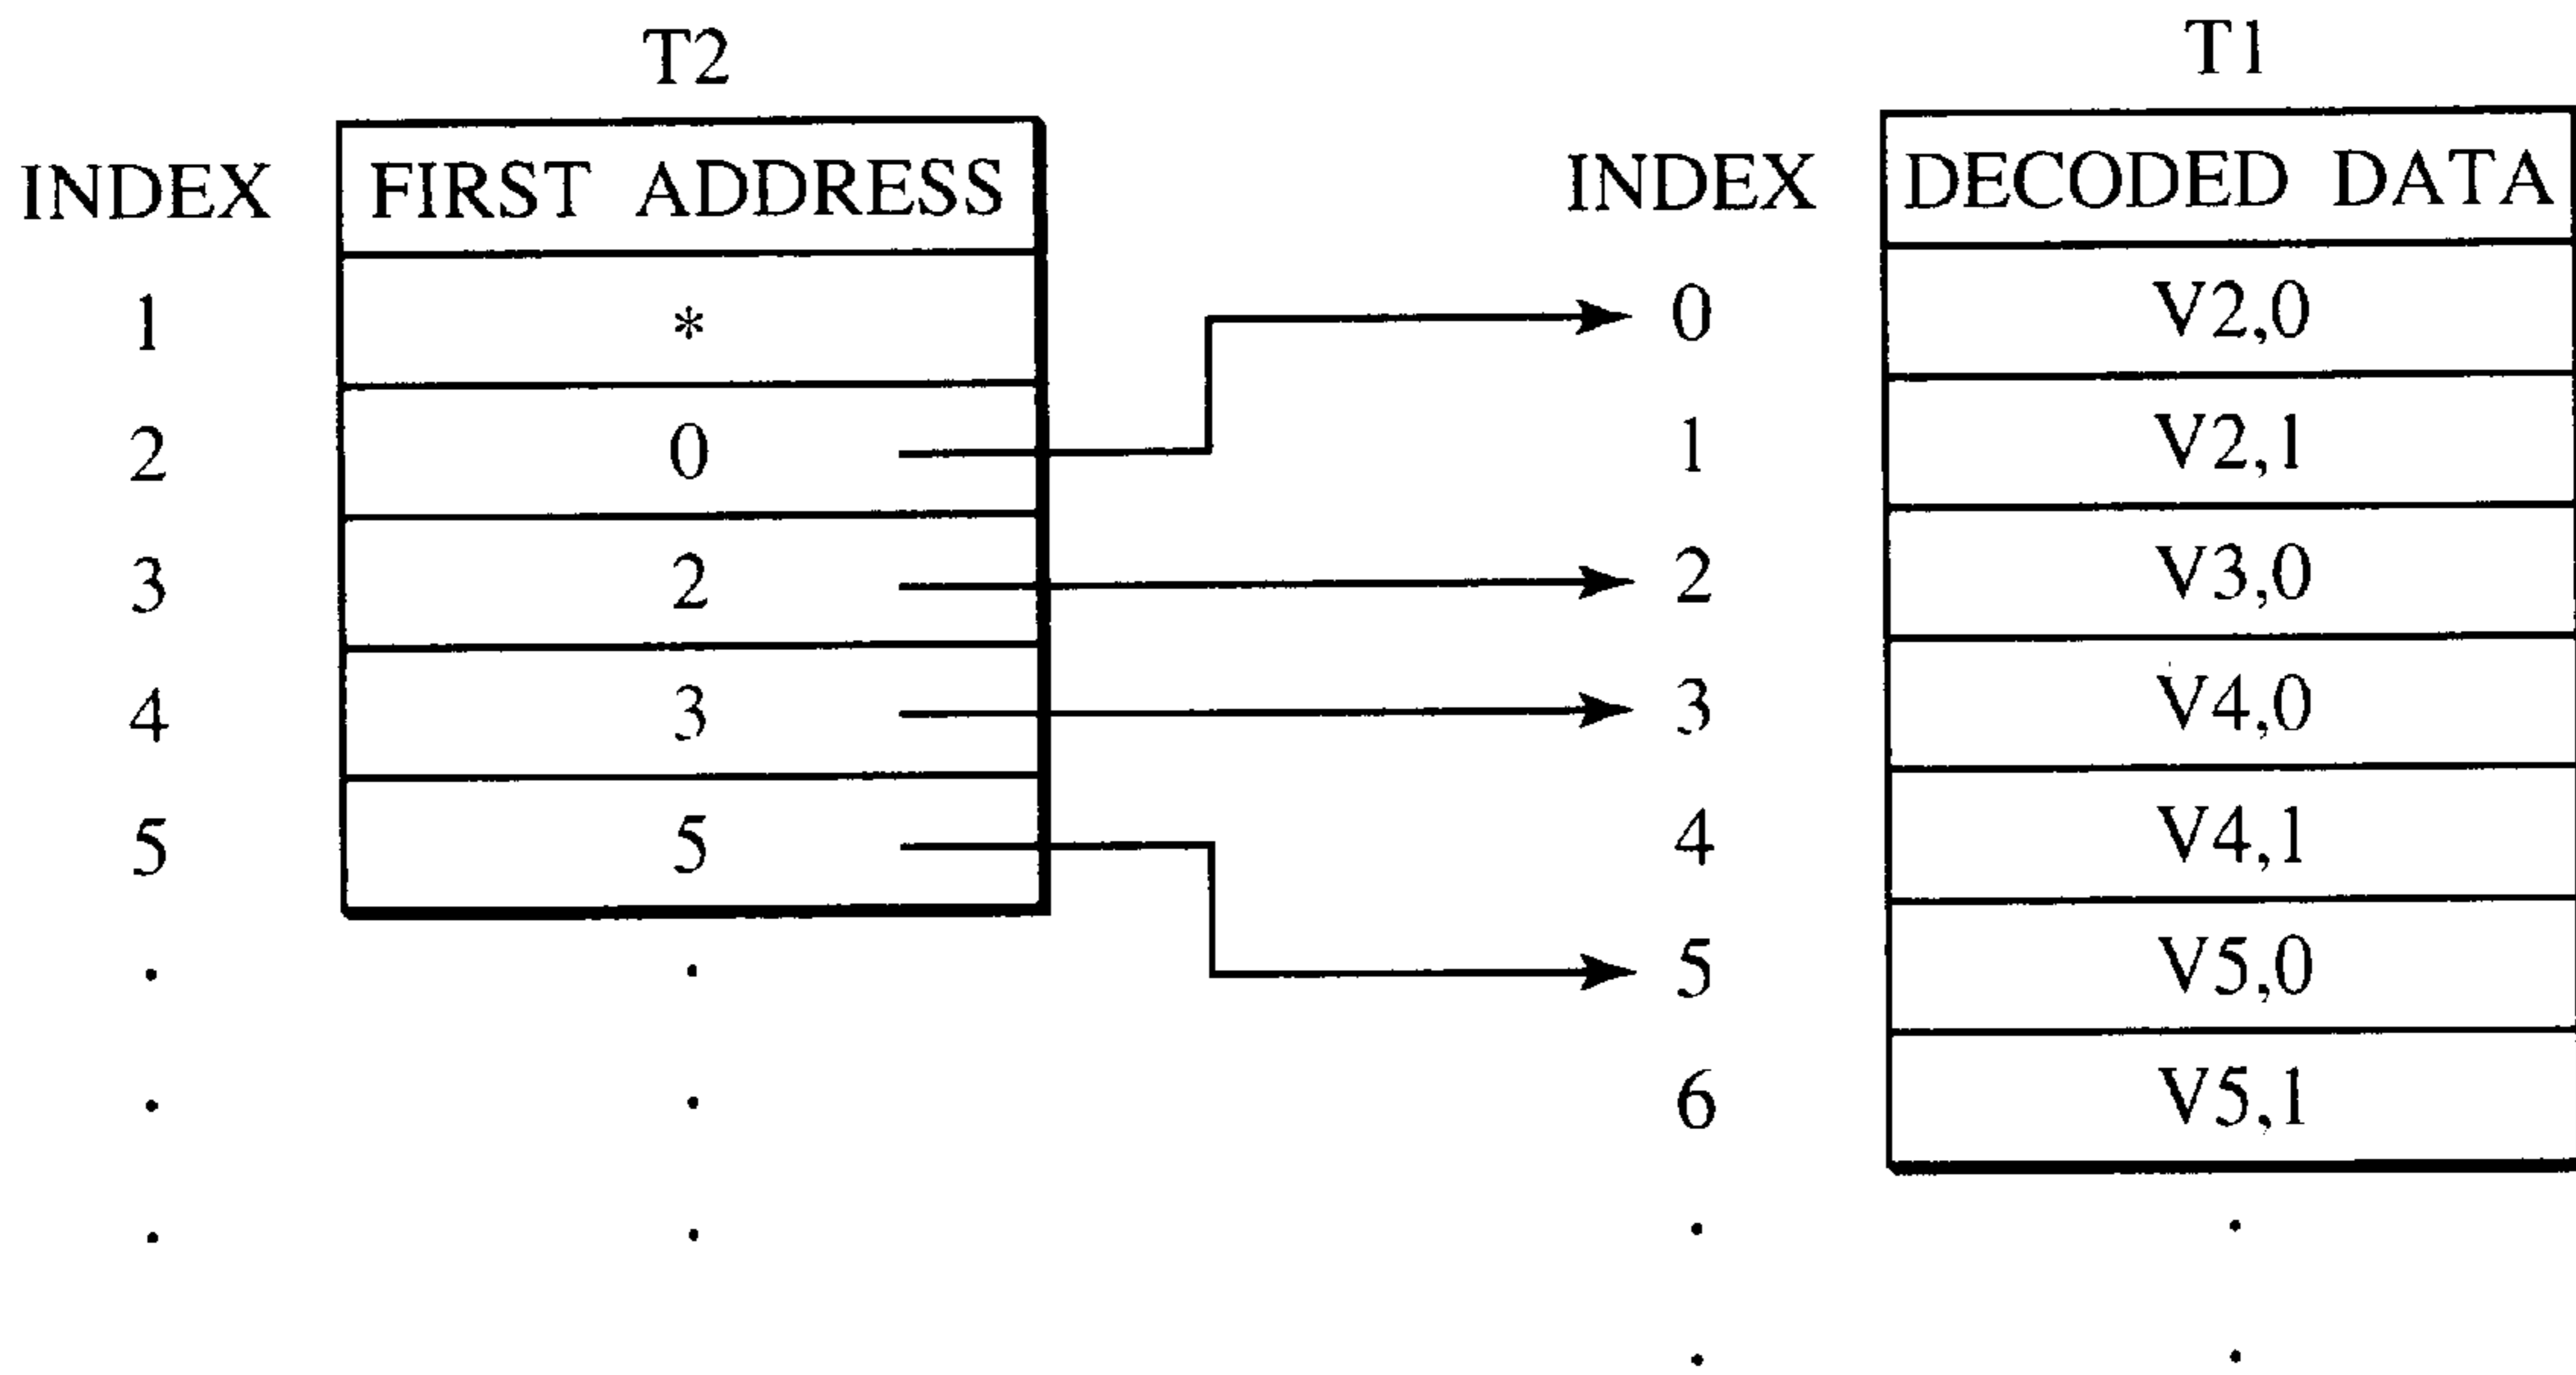 T2
INDEX FIRST ADDRESS
1 *
2 0
3 2
4 3
5 5
. .
. .
. .
T1
INDEX DECODED DATA
0 V2,0
1 V2,1
2 V3,0
3 V4,0
4 V4,1
5 V5,0
6 V5,1
. .
. .